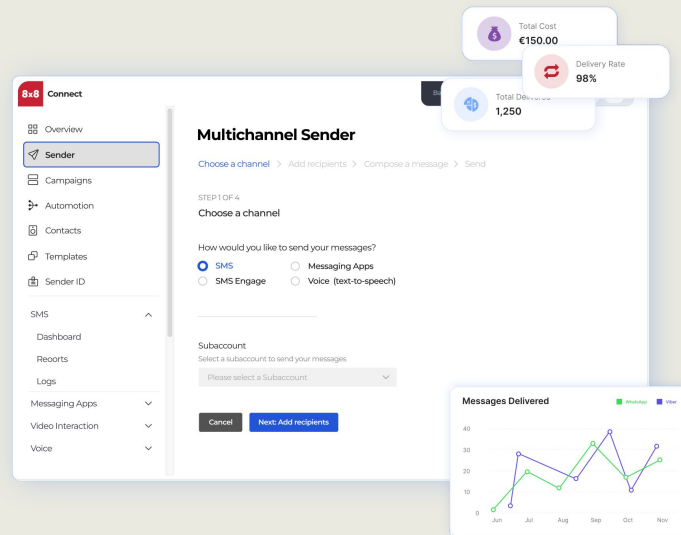 Total Cost
€150.00
Delivery Rate
98%
Total Delivered
1,250
8x8 Connect
Overview
Sender
Campaigns
Automotion
Contacts
Templates
Sender ID
SMS
Dashboard
Reoorts
Logs
Messaging Apps
Video Interaction
Voice
Multichannel Sender
Choose a channel > Add recipients > Compose a message > Send
STEP 1 OF 4
Choose a channel
How would you like to send your messages?
SMS
Messaging Apps
SMS Engage
Voice (text-to-speech)
Subaccount
Select a subaccount to send your messages
Please select a Subaccount
Cancel
Next: Add recipients
Messages Delivered
WhatsApp
Viber
40
30
20
10
0
Jun Jul Aug Sep Oct Nov